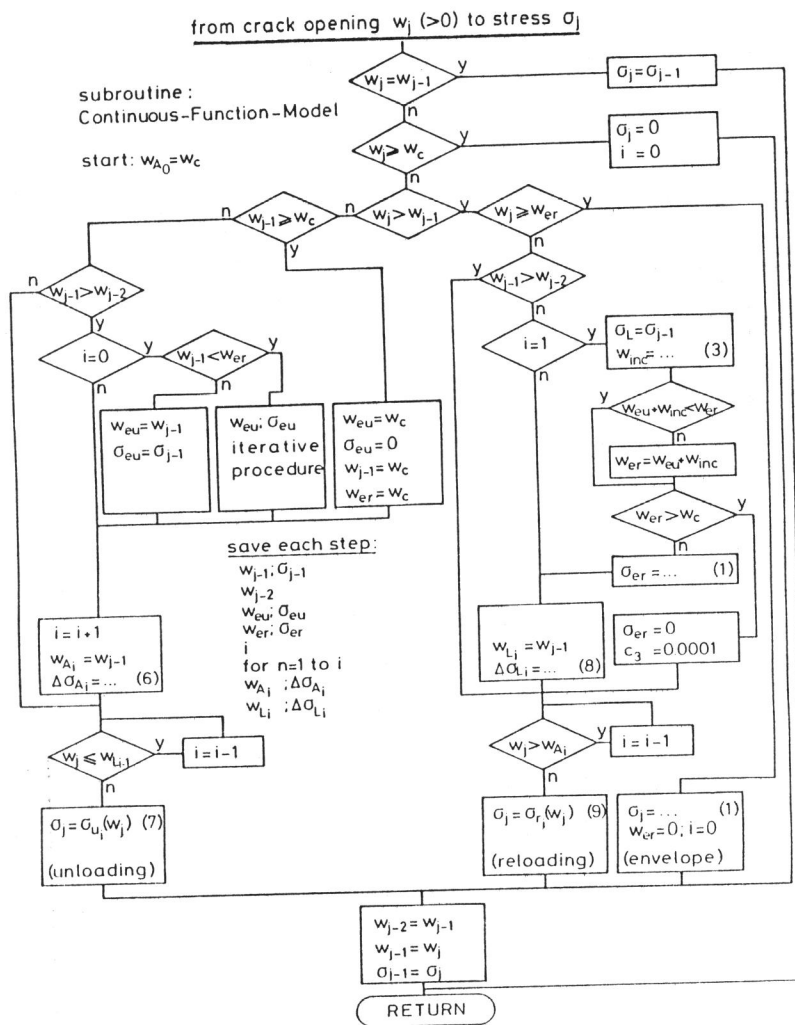 from crack opening w_j (>0) to stress σ_j
subroutine:
Continuous-Function-Model
start: w_A0=w_c
w_j=w_j-1
y
n
σ_j=σ_j-1
w_j⩾w_c
y
n
σ_j=0
i =0
w_j-1⩾w_c
n
y
w_j>w_j-1
n
y
w_j⩾w_er
y
n
w_j-1>w_j-2
n
y
w_j-1>w_j-2
y
n
i=0
y
n
w_j-1<w_er
y
n
i=1
y
n
σ_L=σ_j-1
w_inc=... (3)
w_eu=w_j-1
σ_eu=σ_j-1
w_eu; σ_eu
iterative
procedure
w_eu=w_c
σ_eu=0
w_j-1=w_c
w_er=w_c
w_eu+w_inc<w_er
y
n
w_er=w_eu+w_inc
w_er>w_c
y
n
σ_er=... (1)
save each step:
w_j-1; σ_j-1
w_j-2
w_eu; σ_eu
w_er; σ_er
i
for n=1 to i
w_Ai ; Δσ_Ai
w_Li ; Δσ_Li
i=i+1
w_Ai=w_j-1
Δσ_Ai=... (6)
w_Li=w_j-1
Δσ_Li=... (8)
σ_er=0
c_3 =0.0001
w_j⩽w_Li-1
y
n
i=i-1
w_j>w_Ai
y
n
i=i-1
σ_j=σ_ui(w_j) (7)
(unloading)
σ_j=σ_ri(w_j) (9)
(reloading)
σ_j=... (1)
w_er=0; i=0
(envelope)
w_j-2=w_j-1
w_j-1=w_j
σ_j-1=σ_j
RETURN